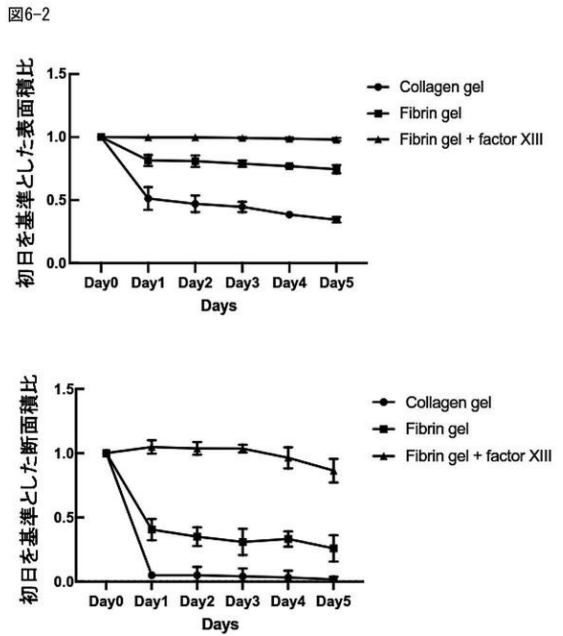 図6-2
初日を基準とした表面積比
1.5
1.0
0.5
0.0
Day0 Day1 Day2 Day3 Day4 Day5
Days
Collagen gel
Fibrin gel
Fibrin gel + factor XIII
初日を基準とした断面積比
1.5
1.0
0.5
0.0
Day0 Day1 Day2 Day3 Day4 Day5
Days
Collagen gel
Fibrin gel
Fibrin gel + factor XIII